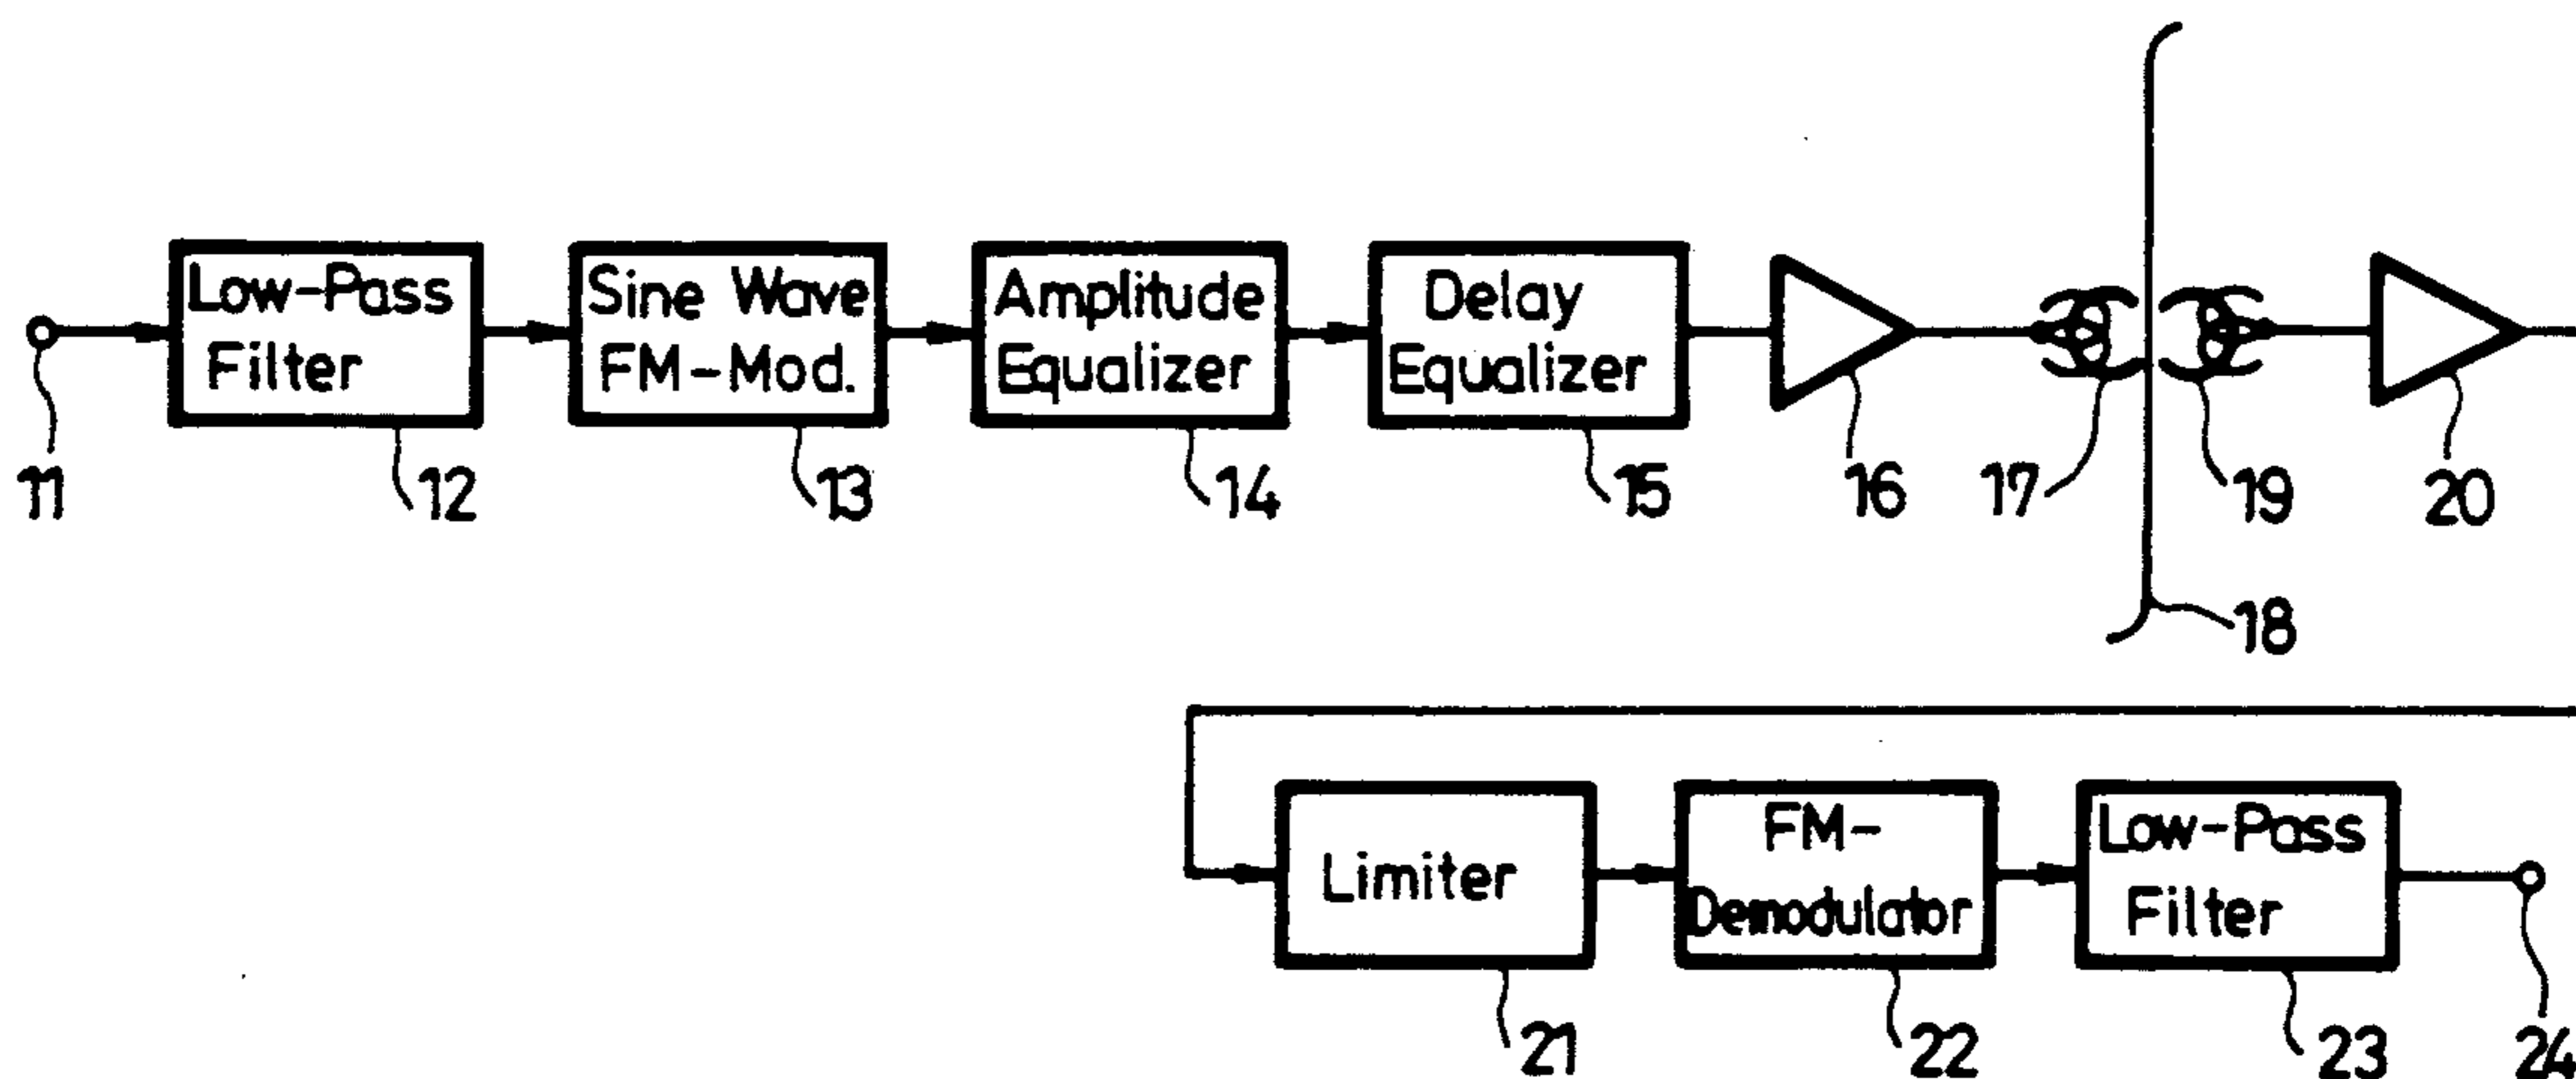 Low-Pass
Filter
Sine Wave
FM-Mod.
Amplitude
Equalizer
Delay
Equalizer
11
12
13
14
15
16
17
19
20
18
Limiter
FM-
Demodulator
Low-Pass
Filter
21
22
23
24